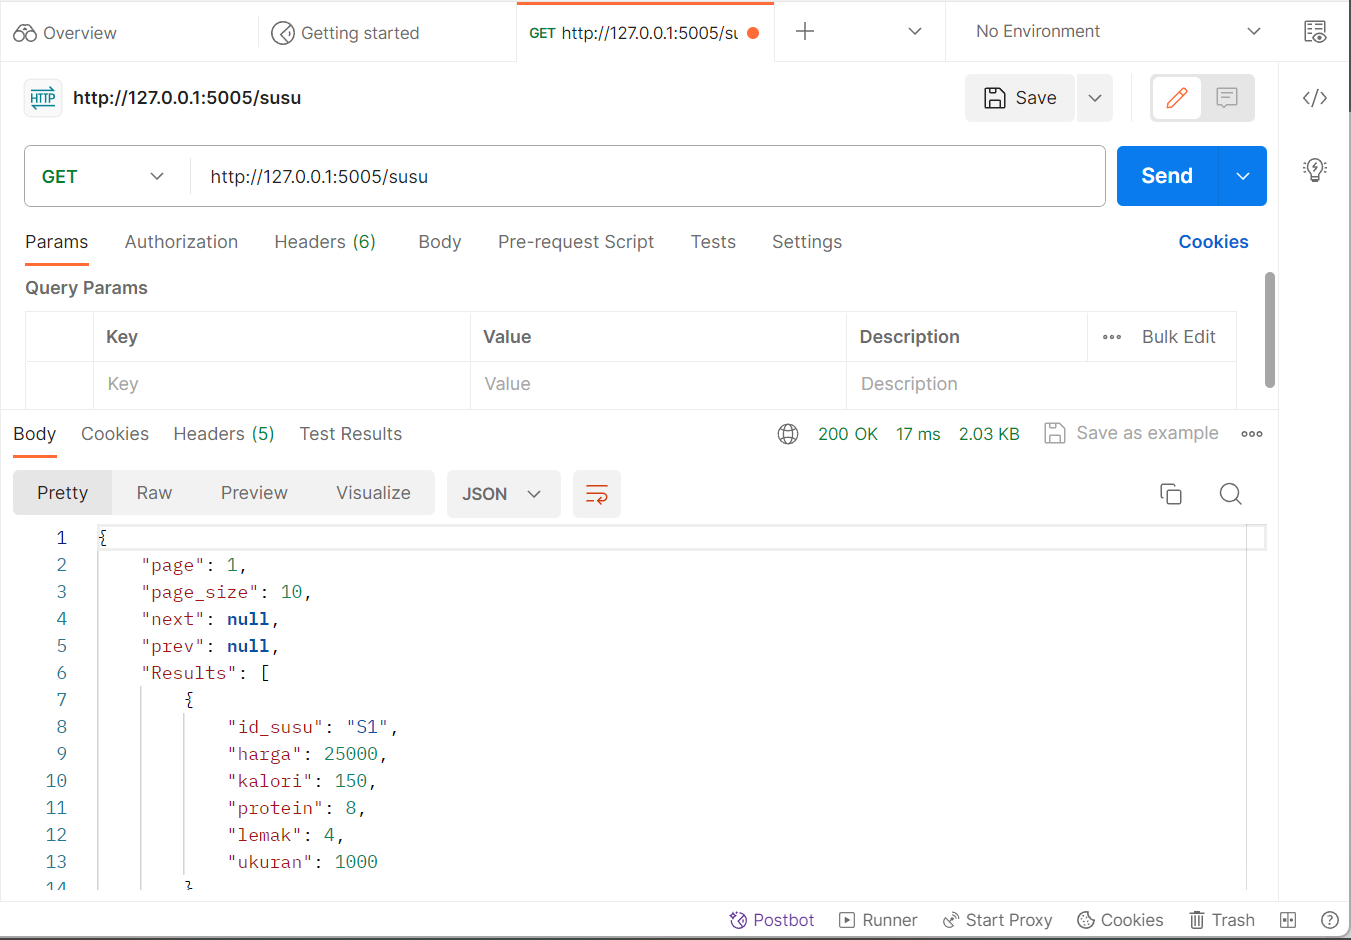 Overview
Getting started
GET http://127.0.0.1:5005/su
No Environment
HTTP http://127.0.0.1:5005/susu
Save
GET http://127.0.0.1:5005/susu
Send
Params Authorization Headers (6) Body Pre-request Script Tests Settings Cookies
Query Params
Key Value Description ••• Bulk Edit
Key Value Description
Body Cookies Headers (5) Test Results 200 OK 17 ms 2.03 KB Save as example
Pretty Raw Preview Visualize JSON
1 {
2 "page": 1,
3 "page_size": 10,
4 "next": null,
5 "prev": null,
6 "Results": [
7 {
8 "id_susu": "S1",
9 "harga": 25000,
10 "kalori": 150,
11 "protein": 8,
12 "lemak": 4,
13 "ukuran": 1000
14 }
Postbot Runner Start Proxy Cookies Trash